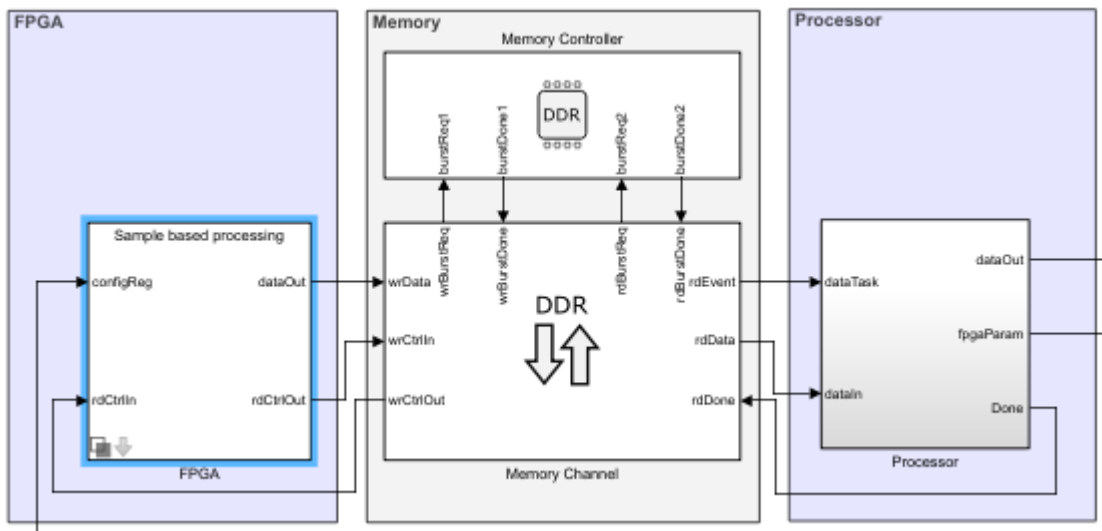 FPGA
Memory
Processor
Memory Controller
DDR
burstReq1
burstDone1
burstReq2
burstDone2
Sample based processing
configReg
dataOut
rdCtrlIn
rdCtrlOut
FPGA
wrBurstReq
wrBurstDone
rdBurstReq
rdBurstDone
wrData
rdEvent
DDR
wrCtrlIn
rdData
wrCtrlOut
rdDone
Memory Channel
dataOut
dataTask
fpgaParam
dataIn
Done
Processor